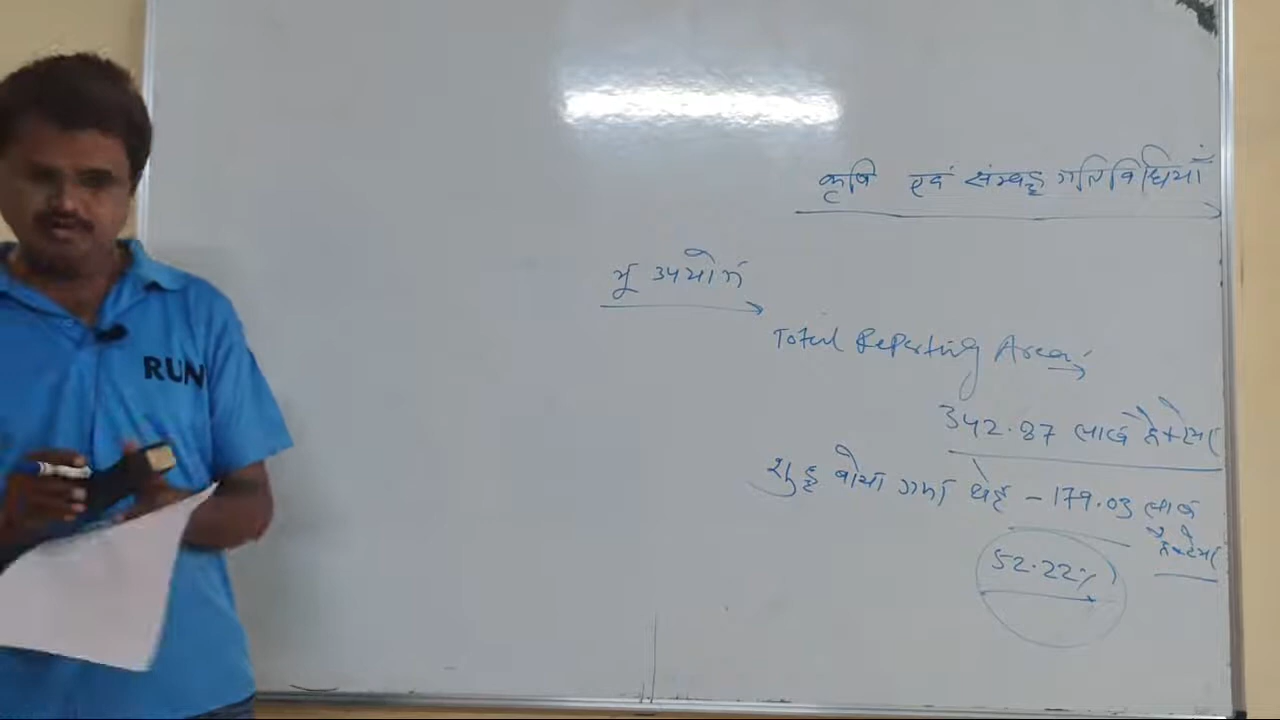 कृषि एवं संम्बद्ध गतिविधियाँ
भू उपयोग
Total Reporting Area
342.87 लाख हैक्टेयर
शुद्ध बोया गया क्षेत्र - 179.03 लाख
हैक्टेयर
52.22%
RUN